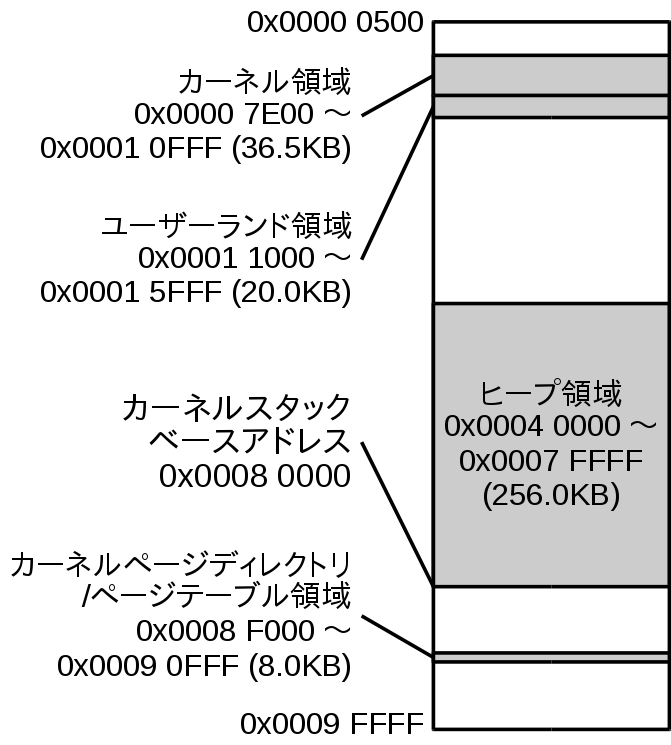 0x0000 0500
カーネル領域
0x0000 7E00 ～
0x0001 0FFF (36.5KB)
ユーザーランド領域
0x0001 1000 ～
0x0001 5FFF (20.0KB)
ヒープ領域
0x0004 0000 ～
0x0007 FFFF
(256.0KB)
カーネルスタック
ベースアドレス
0x0008 0000
カーネルページディレクトリ
/ページテーブル領域
0x0008 F000 ～
0x0009 0FFF (8.0KB)
0x0009 FFFF